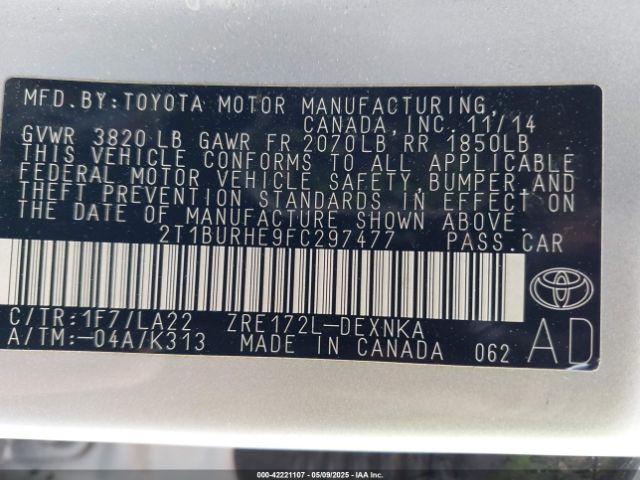 MFD.BY:TOYOTA MOTOR MANUFACTURING,
CANADA,INC. 11/14
GVWR 3820 LB GAWR FR 2070LB RR 1850LB
THIS VEHICLE CONFORMS TO ALL APPLICABLE
FEDERAL MOTOR VEHICLE SAFETY,BUMPER,AND
THEFT PREVENTION STANDARDS IN EFFECT ON
THE DATE OF MANUFACTURE SHOWN ABOVE.
2T1BURHE9FC297477 PASS.CAR
C/TR:1F7/LA22 ZRE172L-DEXNKA
A/TM:-04A/K313 MADE IN CANADA 062
AD
000-42221107 - 05/09/2025 - IAA Inc.